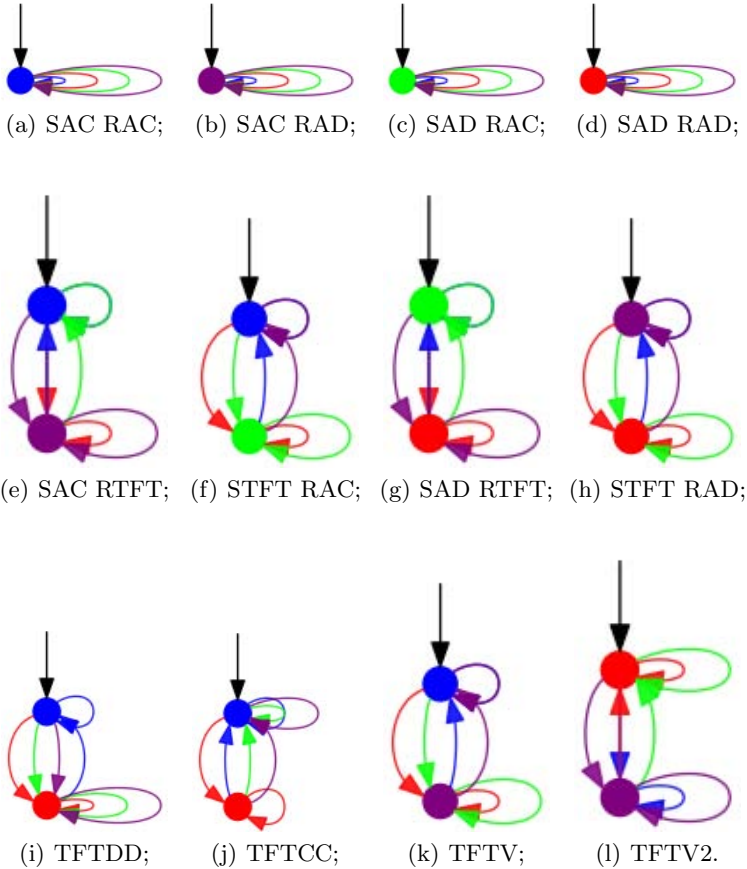 (a) SAC RAC; (b) SAC RAD; (c) SAD RAC; (d) SAD RAD;
(e) SAC RTFT; (f) STFT RAC; (g) SAD RTFT; (h) STFT RAD;
(i) TFTDD; (j) TFTCC; (k) TFTV; (l) TFTV2.